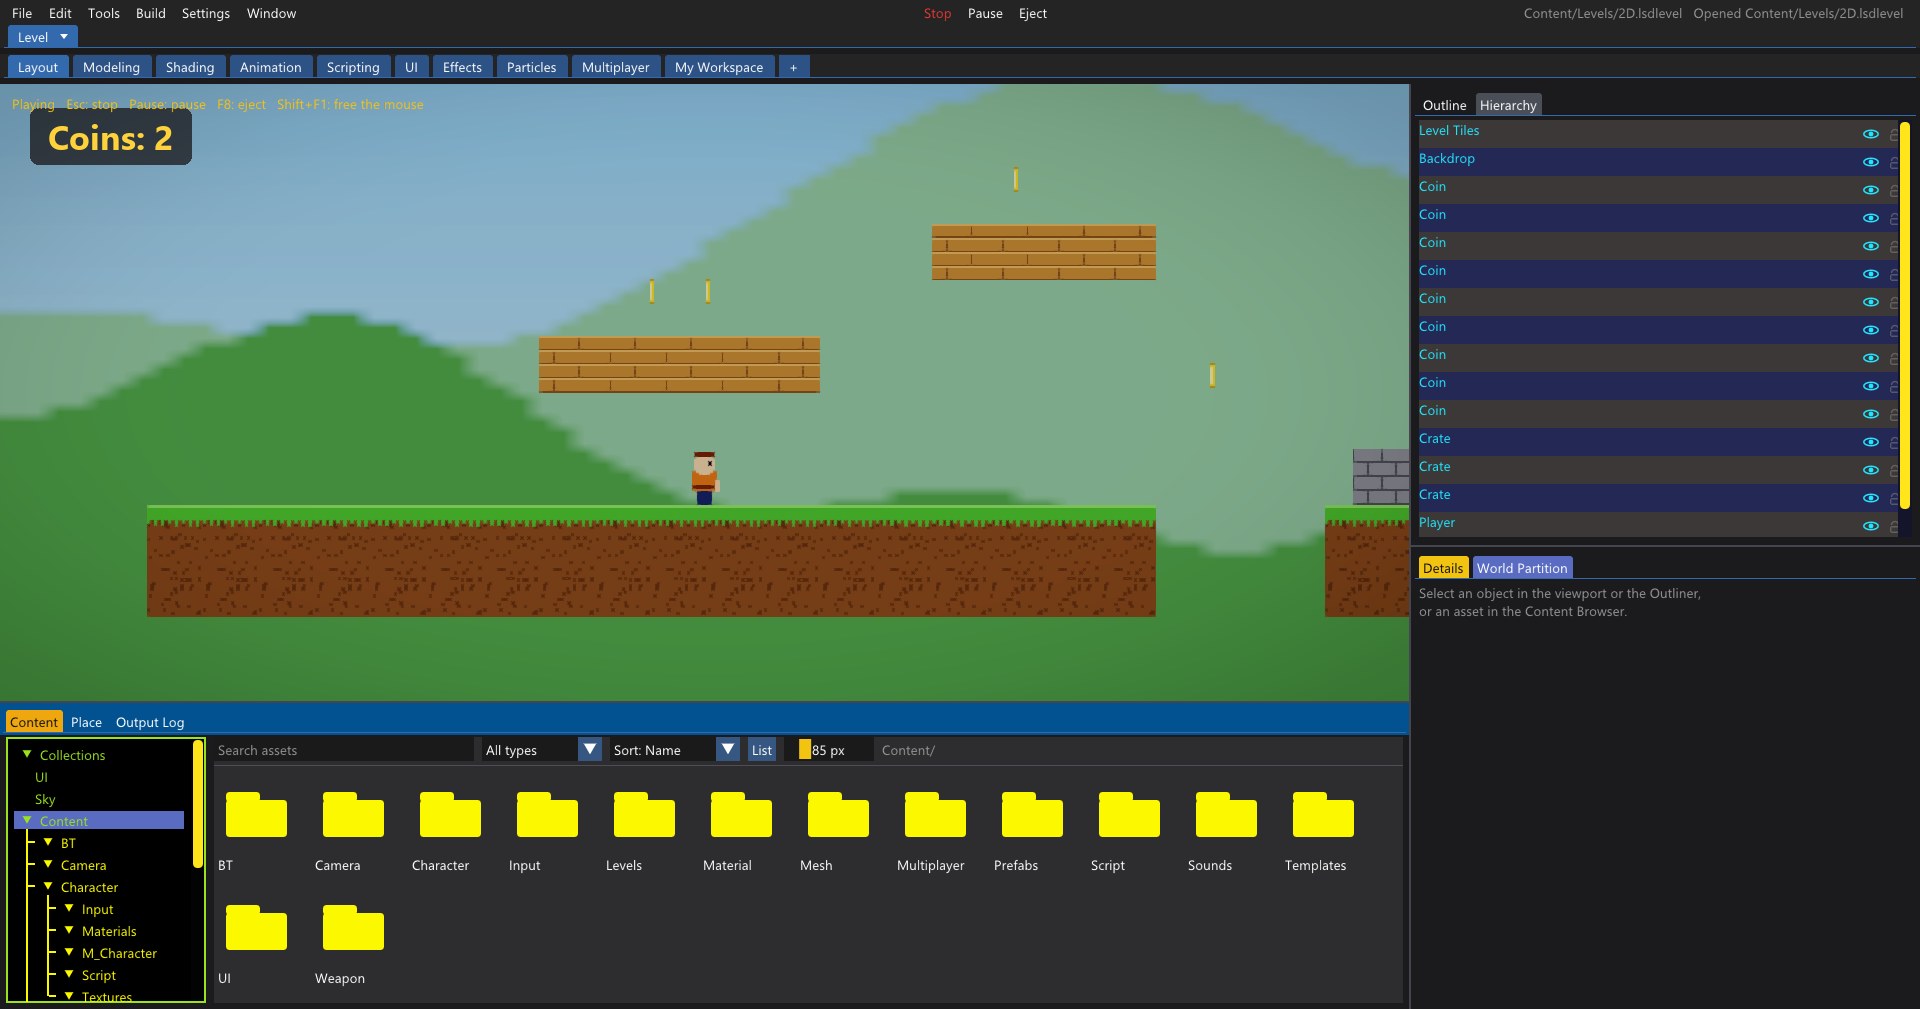 File Edit Tools Build Settings Window Stop Pause Eject Content/Levels/2D.lsdlevel Opened Content/Levels/2D.lsdlevel
Level
Layout Modeling Shading Animation Scripting UI Effects Particles Multiplayer My Workspace +
Playing Esc: stop Pause: pause F8: eject Shift+F1: free the mouse
Coins: 2
Outline Hierarchy
Level Tiles
Backdrop
Coin
Coin
Coin
Coin
Coin
Coin
Coin
Coin
Coin
Crate
Crate
Crate
Player
Details World Partition
Select an object in the viewport or the Outliner,
or an asset in the Content Browser.
Content Place Output Log
Collections
UI
Sky
Content
BT
Camera
Character
Input
Materials
M_Character
Script
Textures
Search assets All types Sort: Name List 85 px Content/
BT Camera Character Input Levels Material Mesh Multiplayer Prefabs Script Sounds Templates
UI Weapon